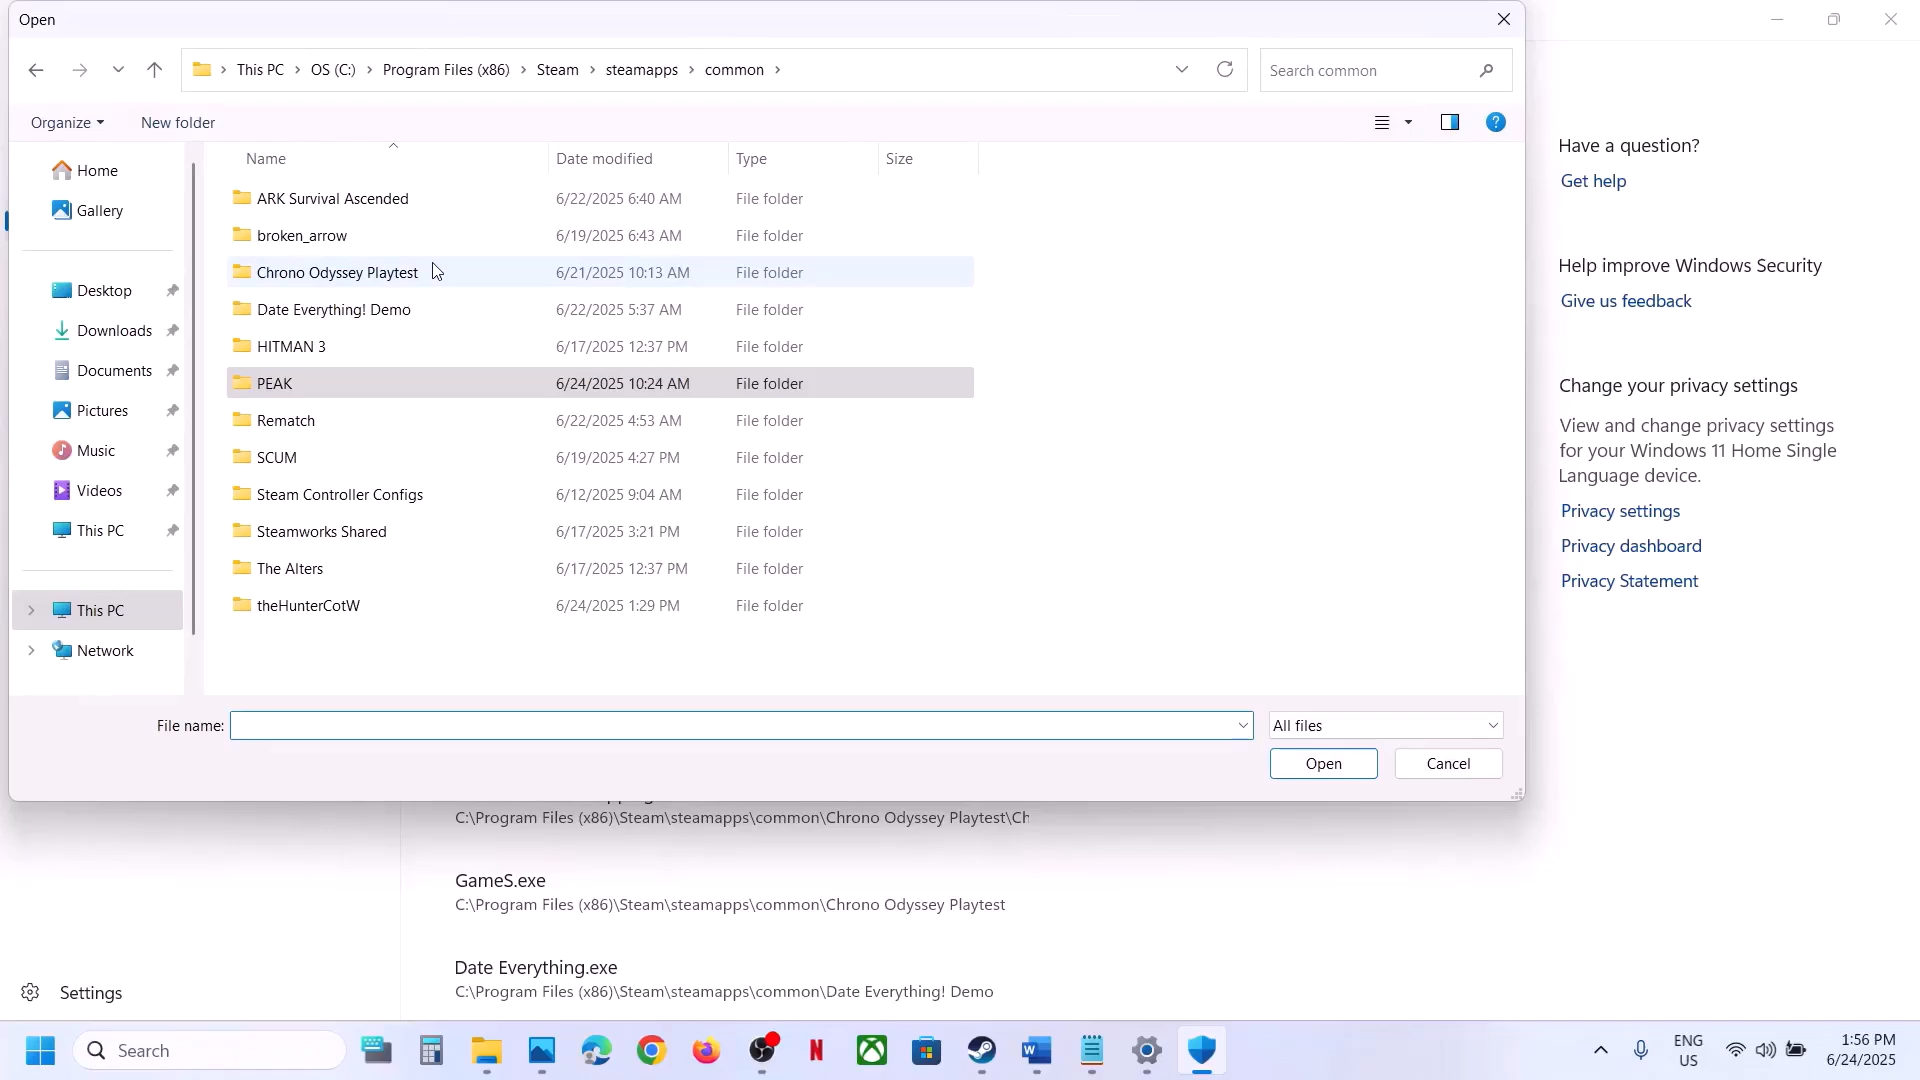 Open
This PC > OS (C:) > Program Files (x86) > Steam > steamapps > common >
Search common
Organize
New folder
Name Date modified Type Size
Home
Gallery
Desktop
Downloads
Documents
Pictures
Music
Videos
This PC
This PC
Network
ARK Survival Ascended 6/22/2025 6:40 AM File folder
broken_arrow 6/19/2025 6:43 AM File folder
Chrono Odyssey Playtest 6/21/2025 10:13 AM File folder
Date Everything! Demo 6/22/2025 5:37 AM File folder
HITMAN 3 6/17/2025 12:37 PM File folder
PEAK 6/24/2025 10:24 AM File folder
Rematch 6/22/2025 4:53 AM File folder
SCUM 6/19/2025 4:27 PM File folder
Steam Controller Configs 6/12/2025 9:04 AM File folder
Steamworks Shared 6/17/2025 3:21 PM File folder
The Alters 6/17/2025 12:37 PM File folder
theHunterCotW 6/24/2025 1:29 PM File folder
File name:
All files
Open
Cancel
Have a question?
Get help
Help improve Windows Security
Give us feedback
Change your privacy settings
View and change privacy settings
for your Windows 11 Home Single
Language device.
Privacy settings
Privacy dashboard
Privacy Statement
C:\Program Files (x86)\Steam\steamapps\common\Chrono Odyssey Playtest\Ch
GameS.exe
C:\Program Files (x86)\Steam\steamapps\common\Chrono Odyssey Playtest
Date Everything.exe
C:\Program Files (x86)\Steam\steamapps\common\Date Everything! Demo
Settings
Search
ENG
US
1:56 PM
6/24/2025